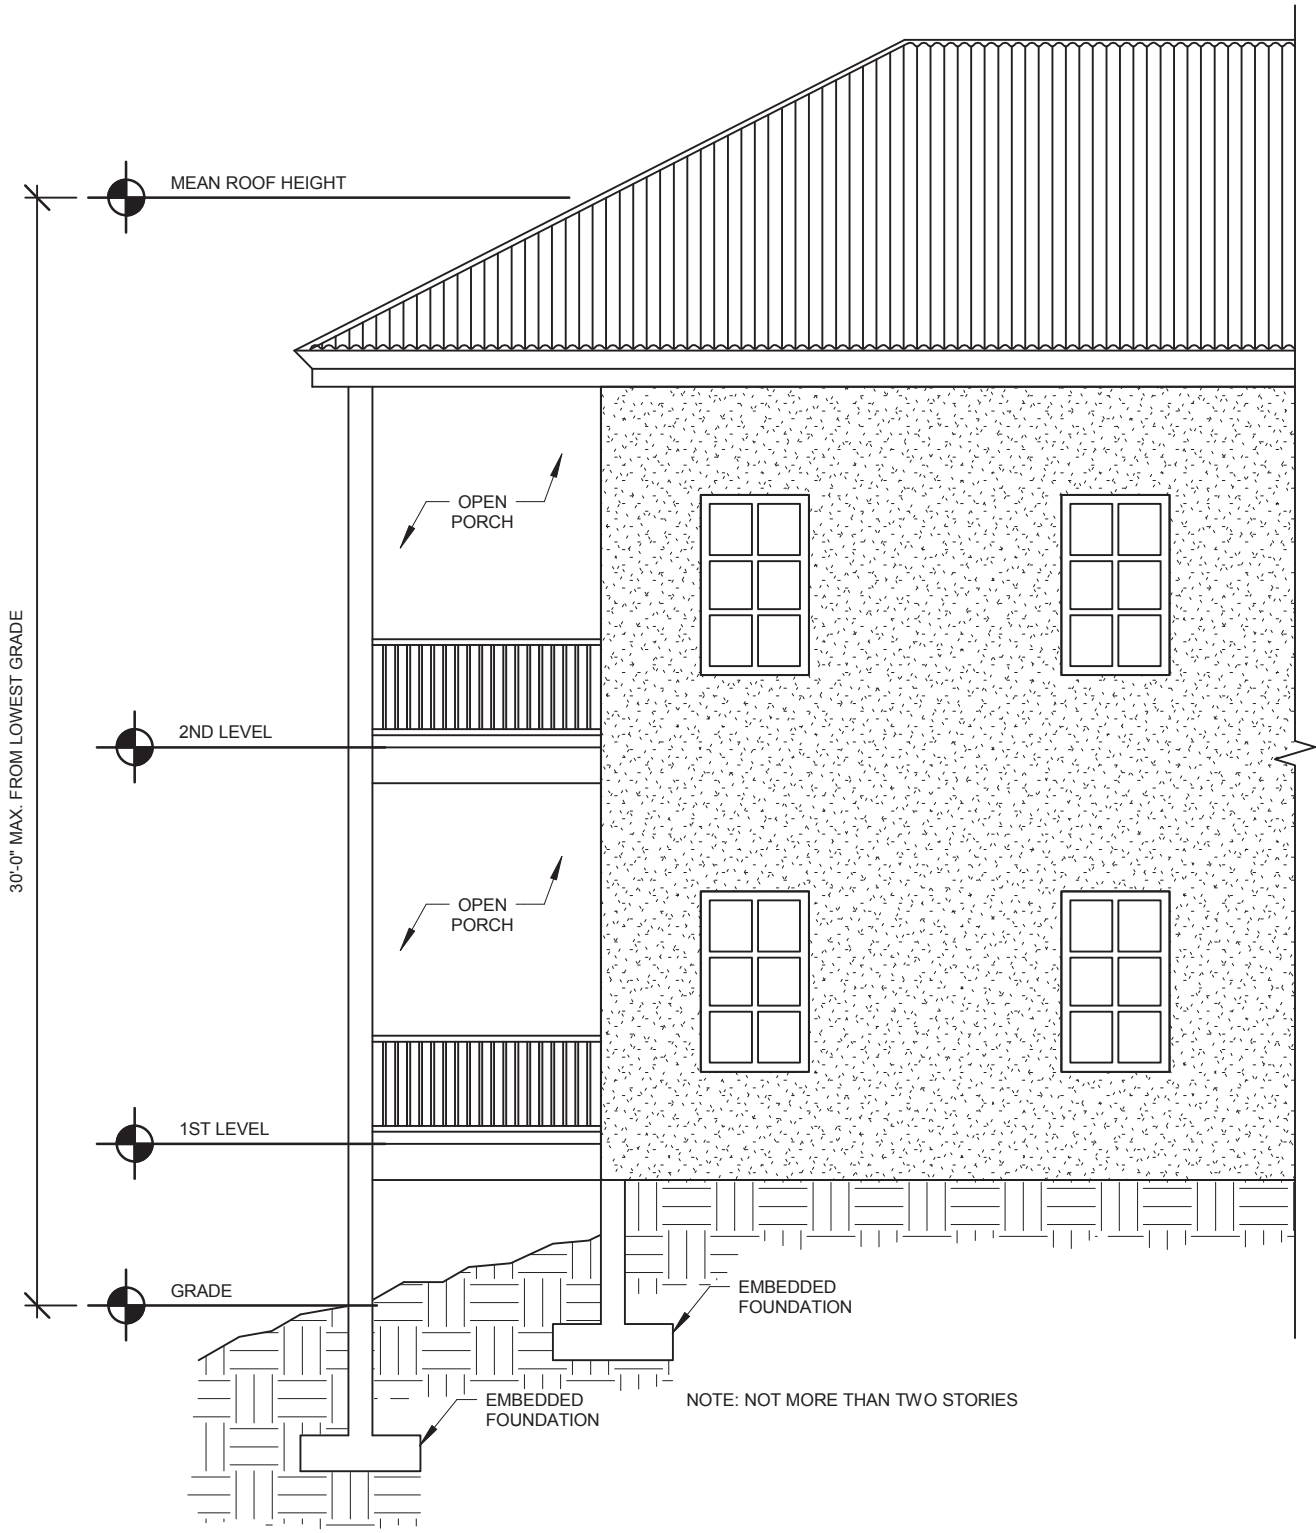 MEAN ROOF HEIGHT
OPEN
PORCH
30'-0" MAX. FROM LOWEST GRADE
2ND LEVEL
OPEN
PORCH
1ST LEVEL
GRADE
EMBEDDED
FOUNDATION
EMBEDDED
FOUNDATION
NOTE: NOT MORE THAN TWO STORIES